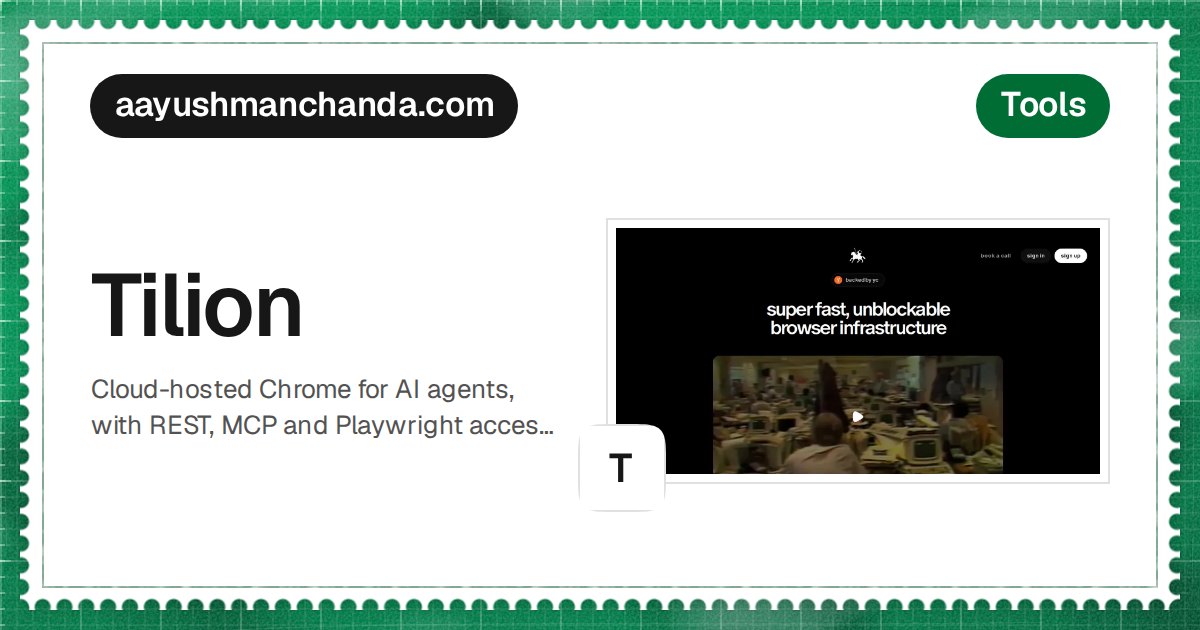 aayushmanchanda.com
Tools
Tilion
Cloud-hosted Chrome for AI agents,
with REST, MCP and Playwright acces...
book a call
sign in
sign up
backed by yc
super fast, unblockable
browser infrastructure
T